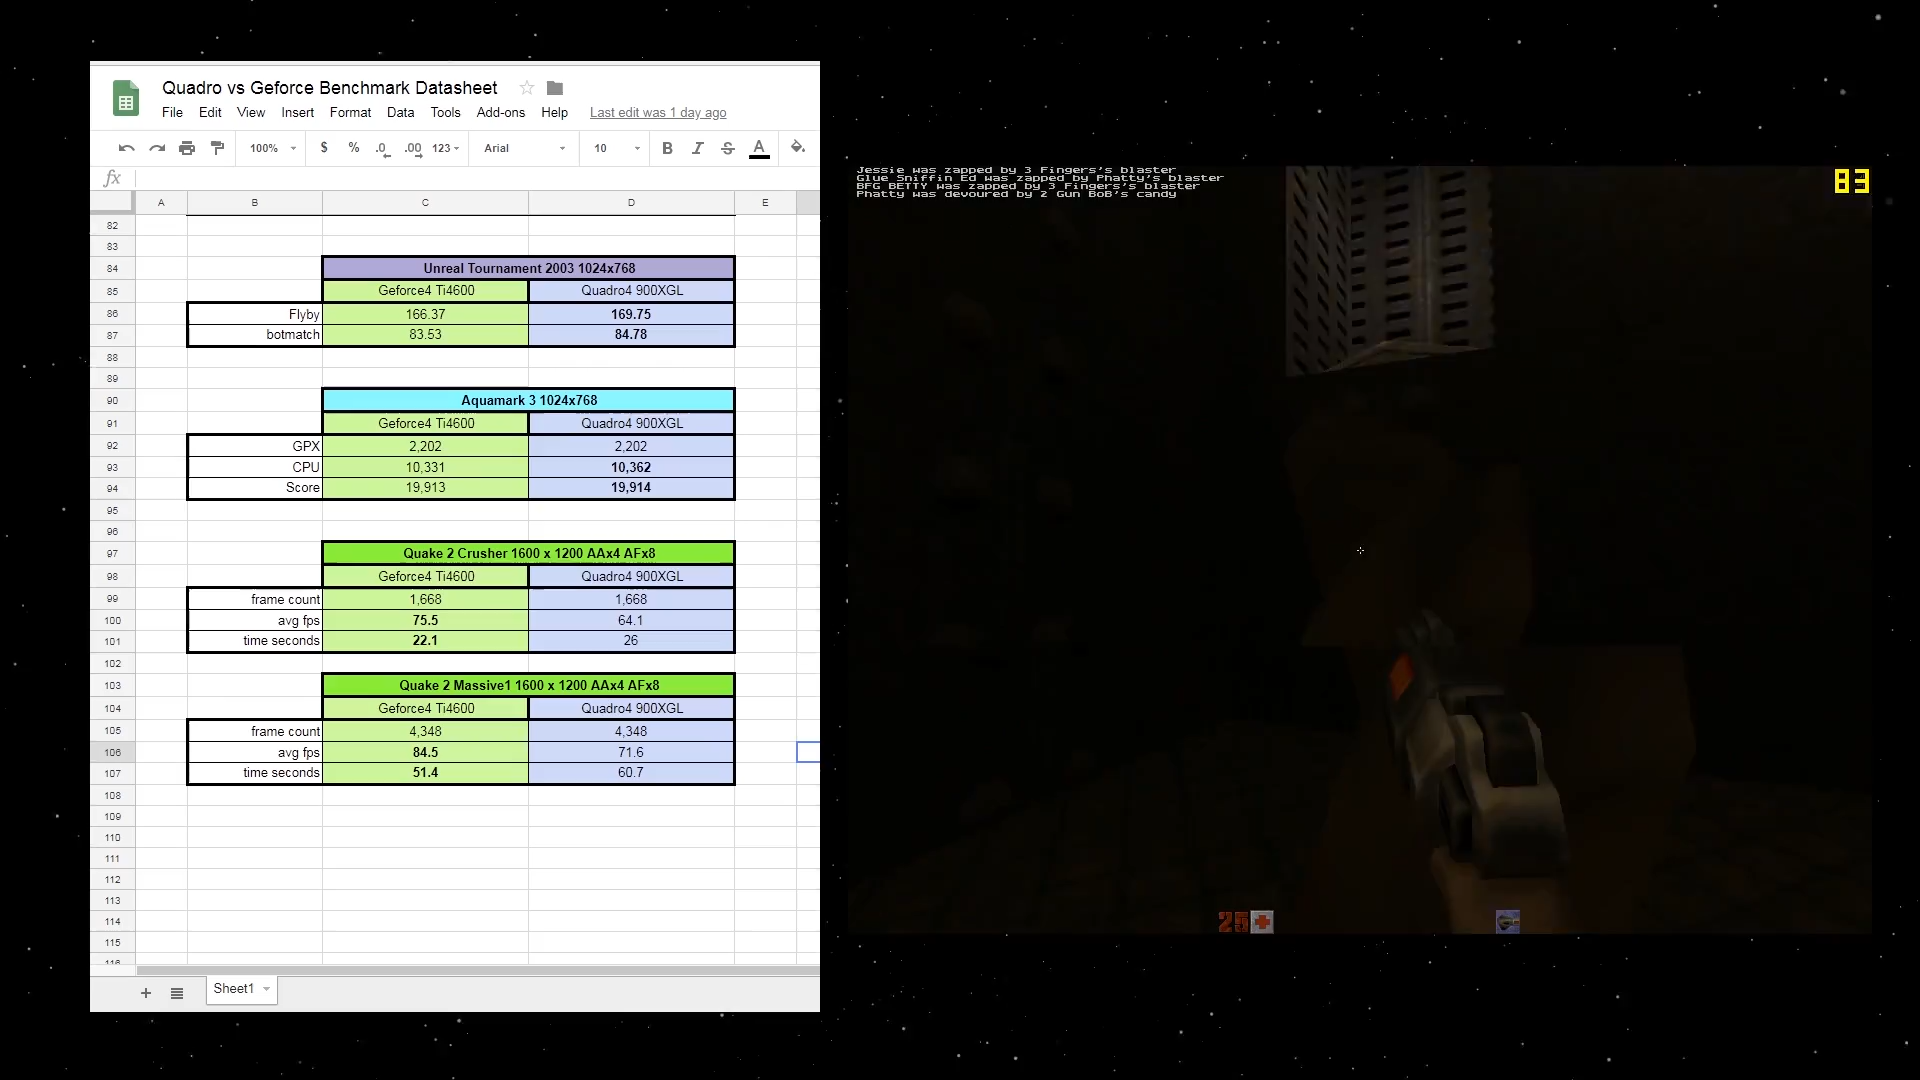 Quadro vs Geforce Benchmark Datasheet
File Edit View Insert Format Data Tools Add-ons Help Last edit was 1 day ago
100% $ % .0 .00 123 Arial 10 B I S A
fx
A B C D E
82
83
84 Unreal Tournament 2003 1024x768
85 Geforce4 Ti4600 Quadro4 900XGL
86 Flyby 166.37 169.75
87 botmatch 83.53 84.78
88
89
90 Aquamark 3 1024x768
91 Geforce4 Ti4600 Quadro4 900XGL
92 GPX 2,202 2,202
93 CPU 10,331 10,362
94 Score 19,913 19,914
95
96
97 Quake 2 Crusher 1600 x 1200 AAx4 AFx8
98 Geforce4 Ti4600 Quadro4 900XGL
99 frame count 1,668 1,668
100 avg fps 75.5 64.1
101 time seconds 22.1 26
102
103 Quake 2 Massive1 1600 x 1200 AAx4 AFx8
104 Geforce4 Ti4600 Quadro4 900XGL
105 frame count 4,348 4,348
106 avg fps 84.5 71.6
107 time seconds 51.4 60.7
108
109
110
111
112
113
114
115
116
Sheet1
Jessie was zapped by 3 Fingers's blaster
Glue Sniffin Ed was zapped by Phatty's blaster
BFG BETTY was zapped by 3 Fingers's blaster
Phatty was devoured by 2 Gun BoB's candy
83
25